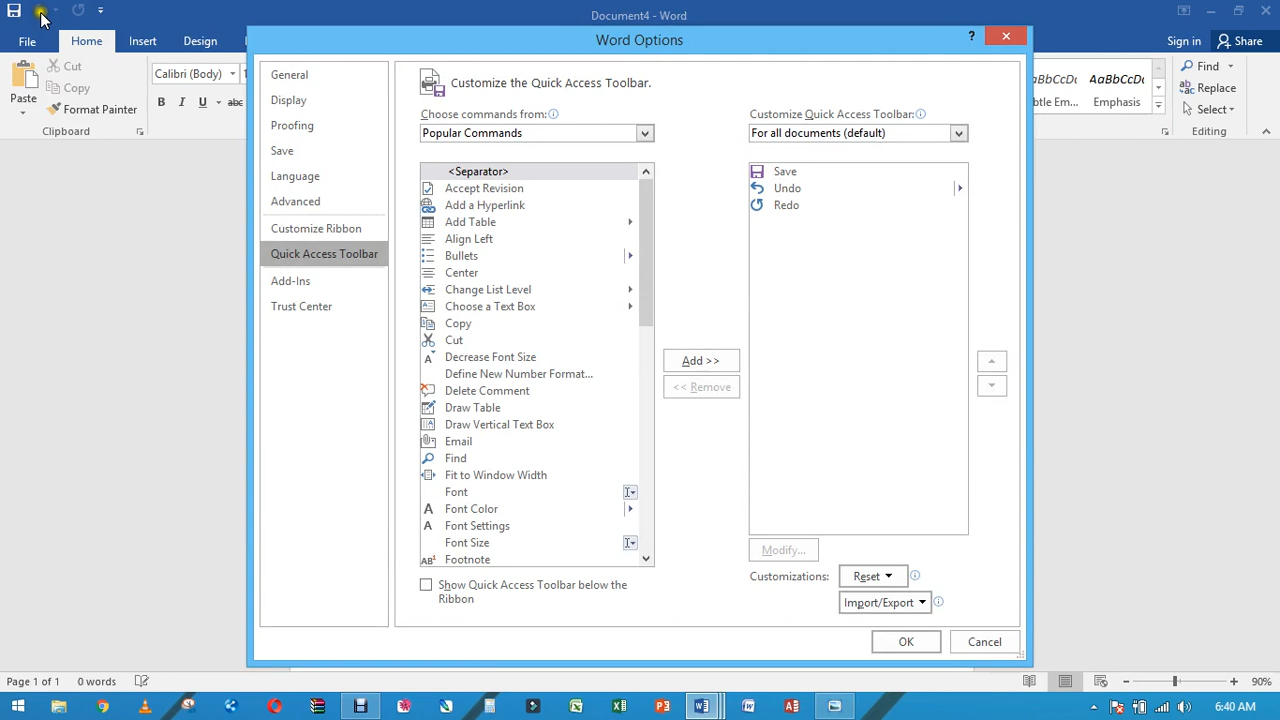 Document4 - Word
File
Home
Insert
Design
Sign in
Share
Paste
Cut
Copy
Format Painter
Clipboard
Calibri (Body)
B I U abc
AaBbCcDc
Emphasis
Find
Replace
Select
Editing
Word Options
?
General
Display
Proofing
Save
Language
Advanced
Customize Ribbon
Quick Access Toolbar
Add-Ins
Trust Center
Customize the Quick Access Toolbar.
Choose commands from:
Popular Commands
<Separator>
Accept Revision
Add a Hyperlink
Add Table
Align Left
Bullets
Center
Change List Level
Choose a Text Box
Copy
Cut
Decrease Font Size
Define New Number Format...
Delete Comment
Draw Table
Draw Vertical Text Box
Email
Find
Fit to Window Width
Font
Font Color
Font Settings
Font Size
Footnote
Show Quick Access Toolbar below the
Ribbon
Add >>
<< Remove
Customize Quick Access Toolbar:
For all documents (default)
Save
Undo
Redo
Modify...
Customizations:
Reset
Import/Export
OK
Cancel
Page 1 of 1
0 words
90%
6:40 AM